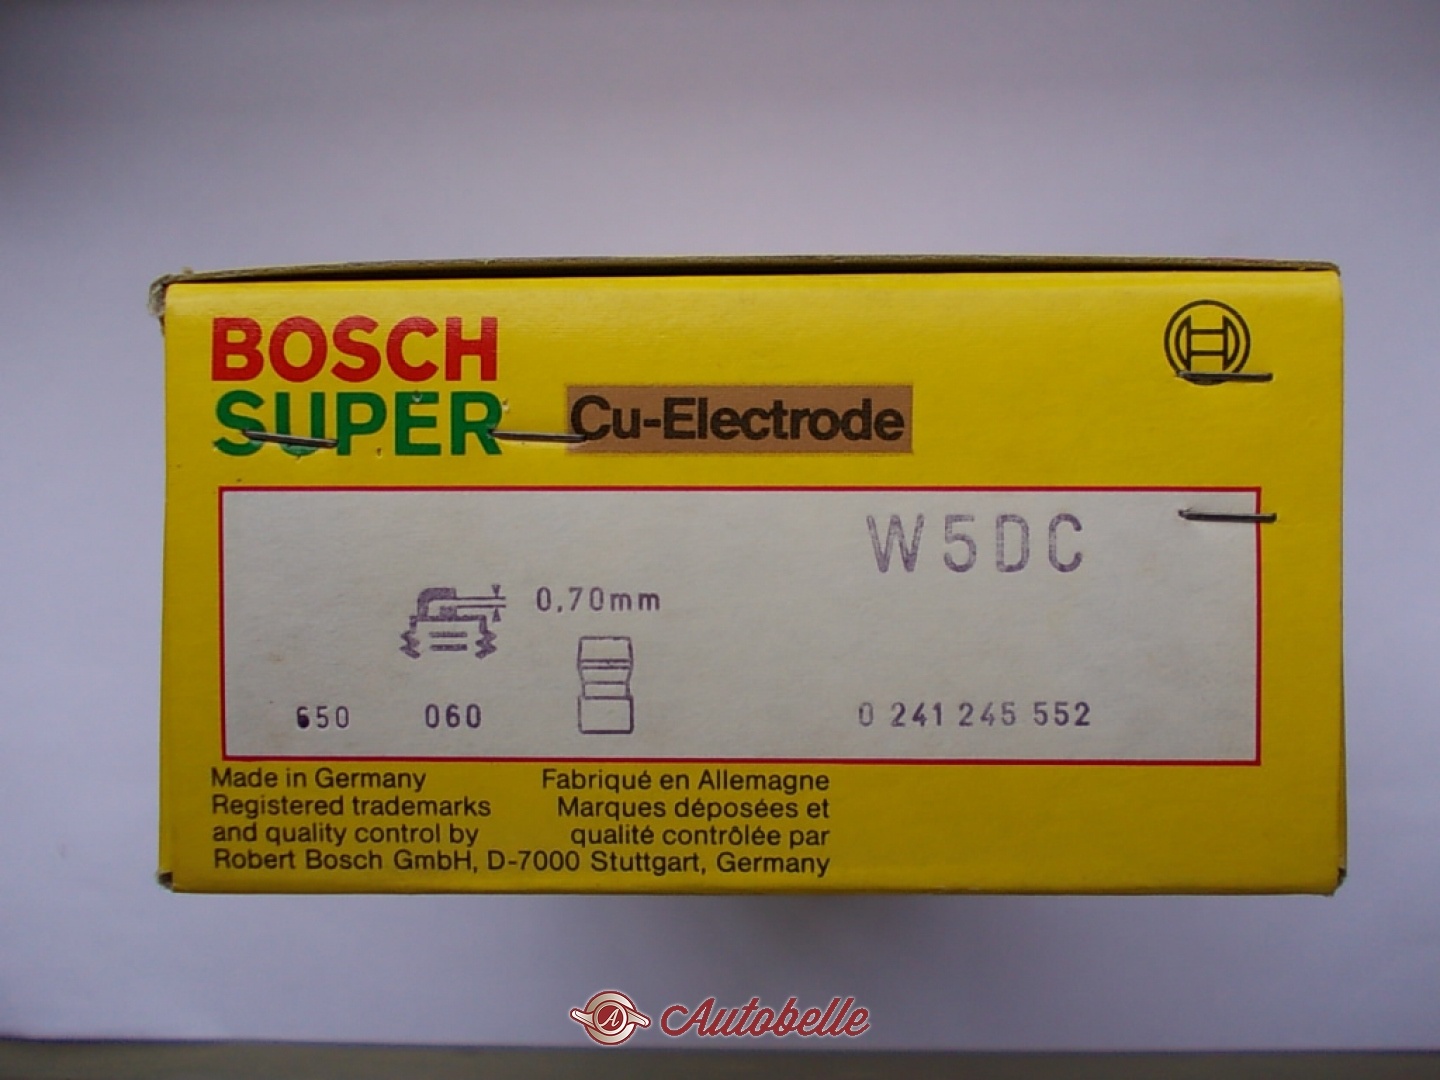 BOSCH
SUPER
Cu-Electrode
W5DC
0,70mm
650 060
0 241 245 552
Made in Germany
Registered trademarks
and quality control by
Robert Bosch GmbH, D-7000 Stuttgart, Germany
Fabriqué en Allemagne
Marques déposées et
qualité contrôlée par
Autobelle